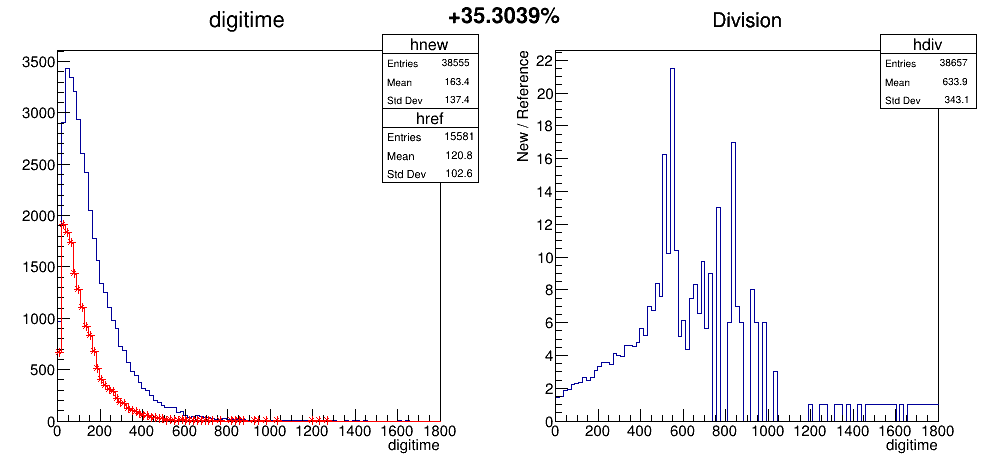 digitime
+35.3039%
Division
hnew
Entries 38555
Mean 163.4
Std Dev 137.4
href
Entries 15581
Mean 120.8
Std Dev 102.6
3500
3000
2500
2000
1500
1000
500
0
0 200 400 600 800 1000 1200 1400 1600 1800
digitime
hdiv
Entries 38657
Mean 633.9
Std Dev 343.1
New / Reference
22
20
18
16
14
12
10
8
6
4
2
0
0 200 400 600 800 1000 1200 1400 1600 1800
digitime